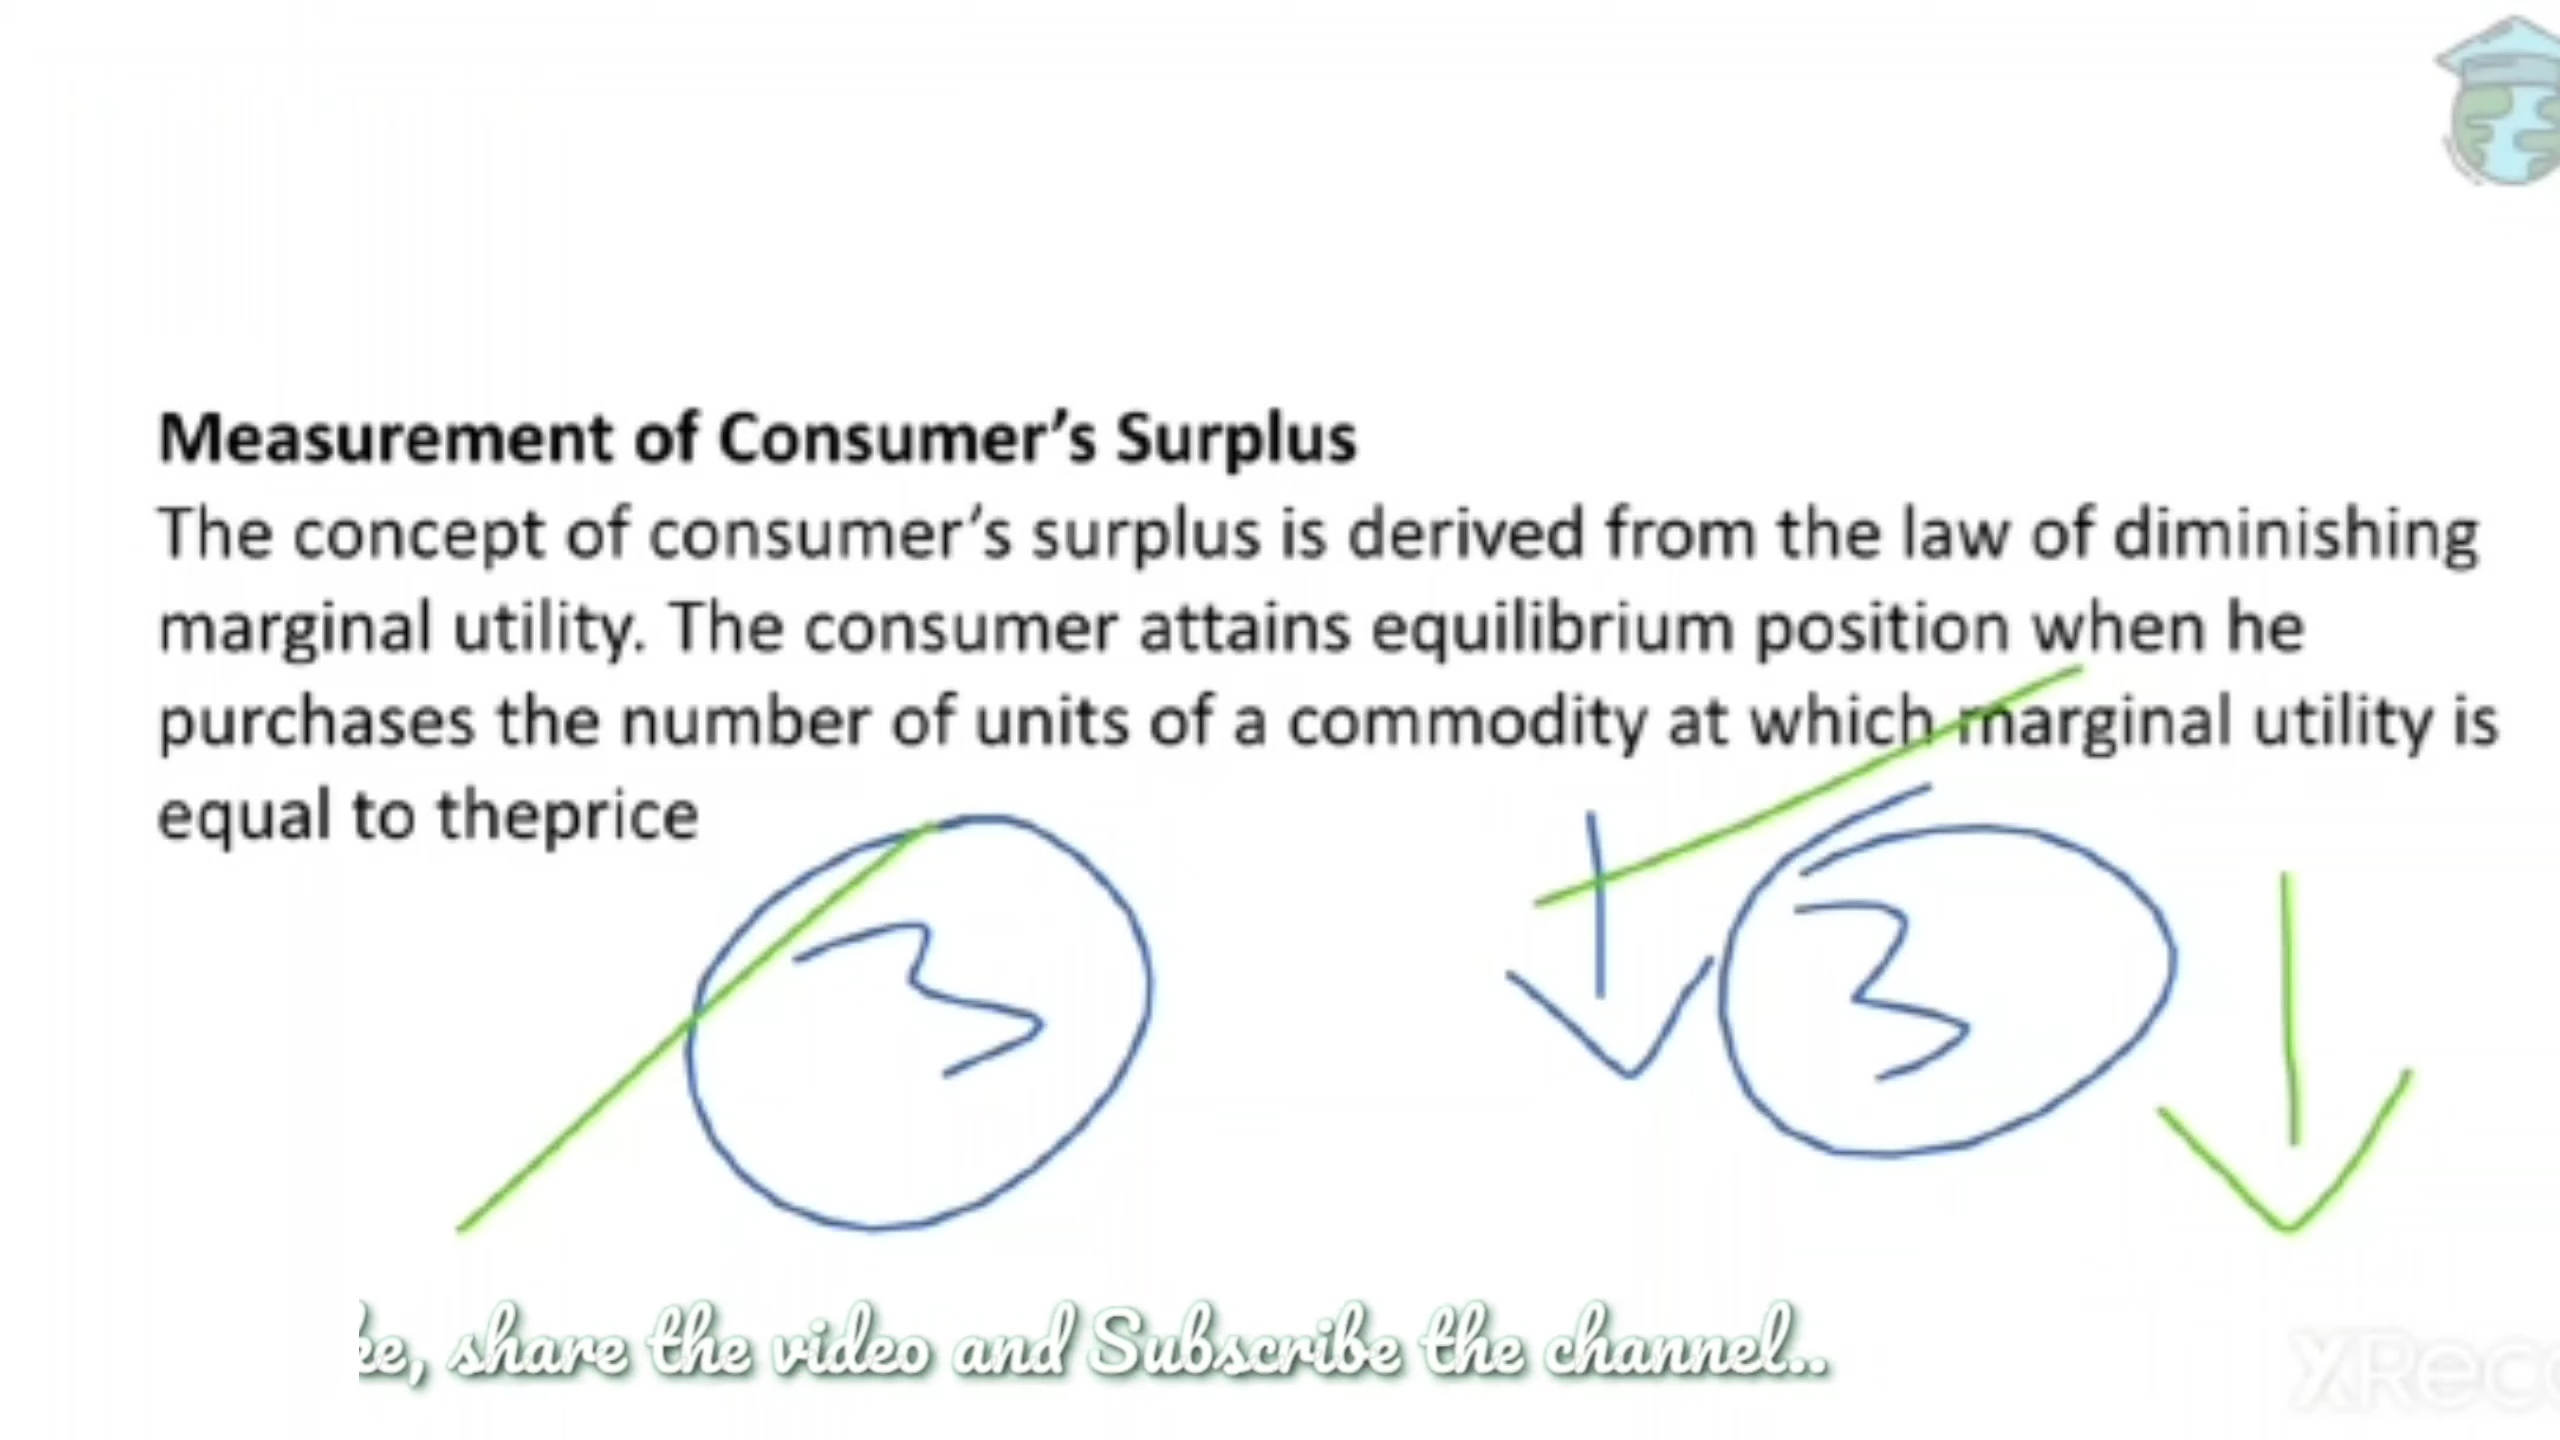 Measurement of Consumer’s Surplus
The concept of consumer’s surplus is derived from the law of diminishing
marginal utility. The consumer attains equilibrium position when he
purchases the number of units of a commodity at which marginal utility is
equal to theprice
3 3
ke, share the video and Subscribe the channel..
XRec